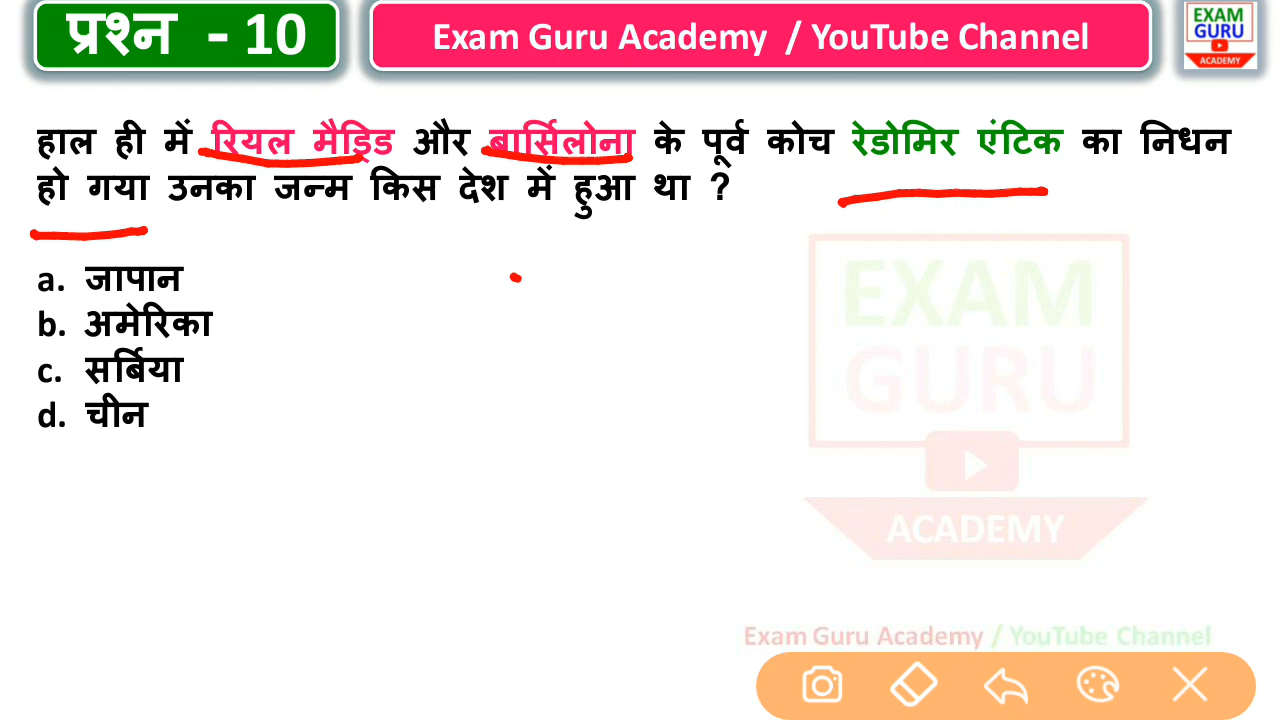 प्रश्न - 10
Exam Guru Academy / YouTube Channel
EXAM
GURU
ACADEMY
हाल ही में रियल मैड्रिड और बार्सिलोना के पूर्व कोच रेडोमिर एंटिक का निधन
हो गया उनका जन्म किस देश में हुआ था ?
a. जापान
b. अमेरिका
c. सर्बिया
d. चीन
EXAM
GURU
ACADEMY
Exam Guru Academy / YouTube Channel